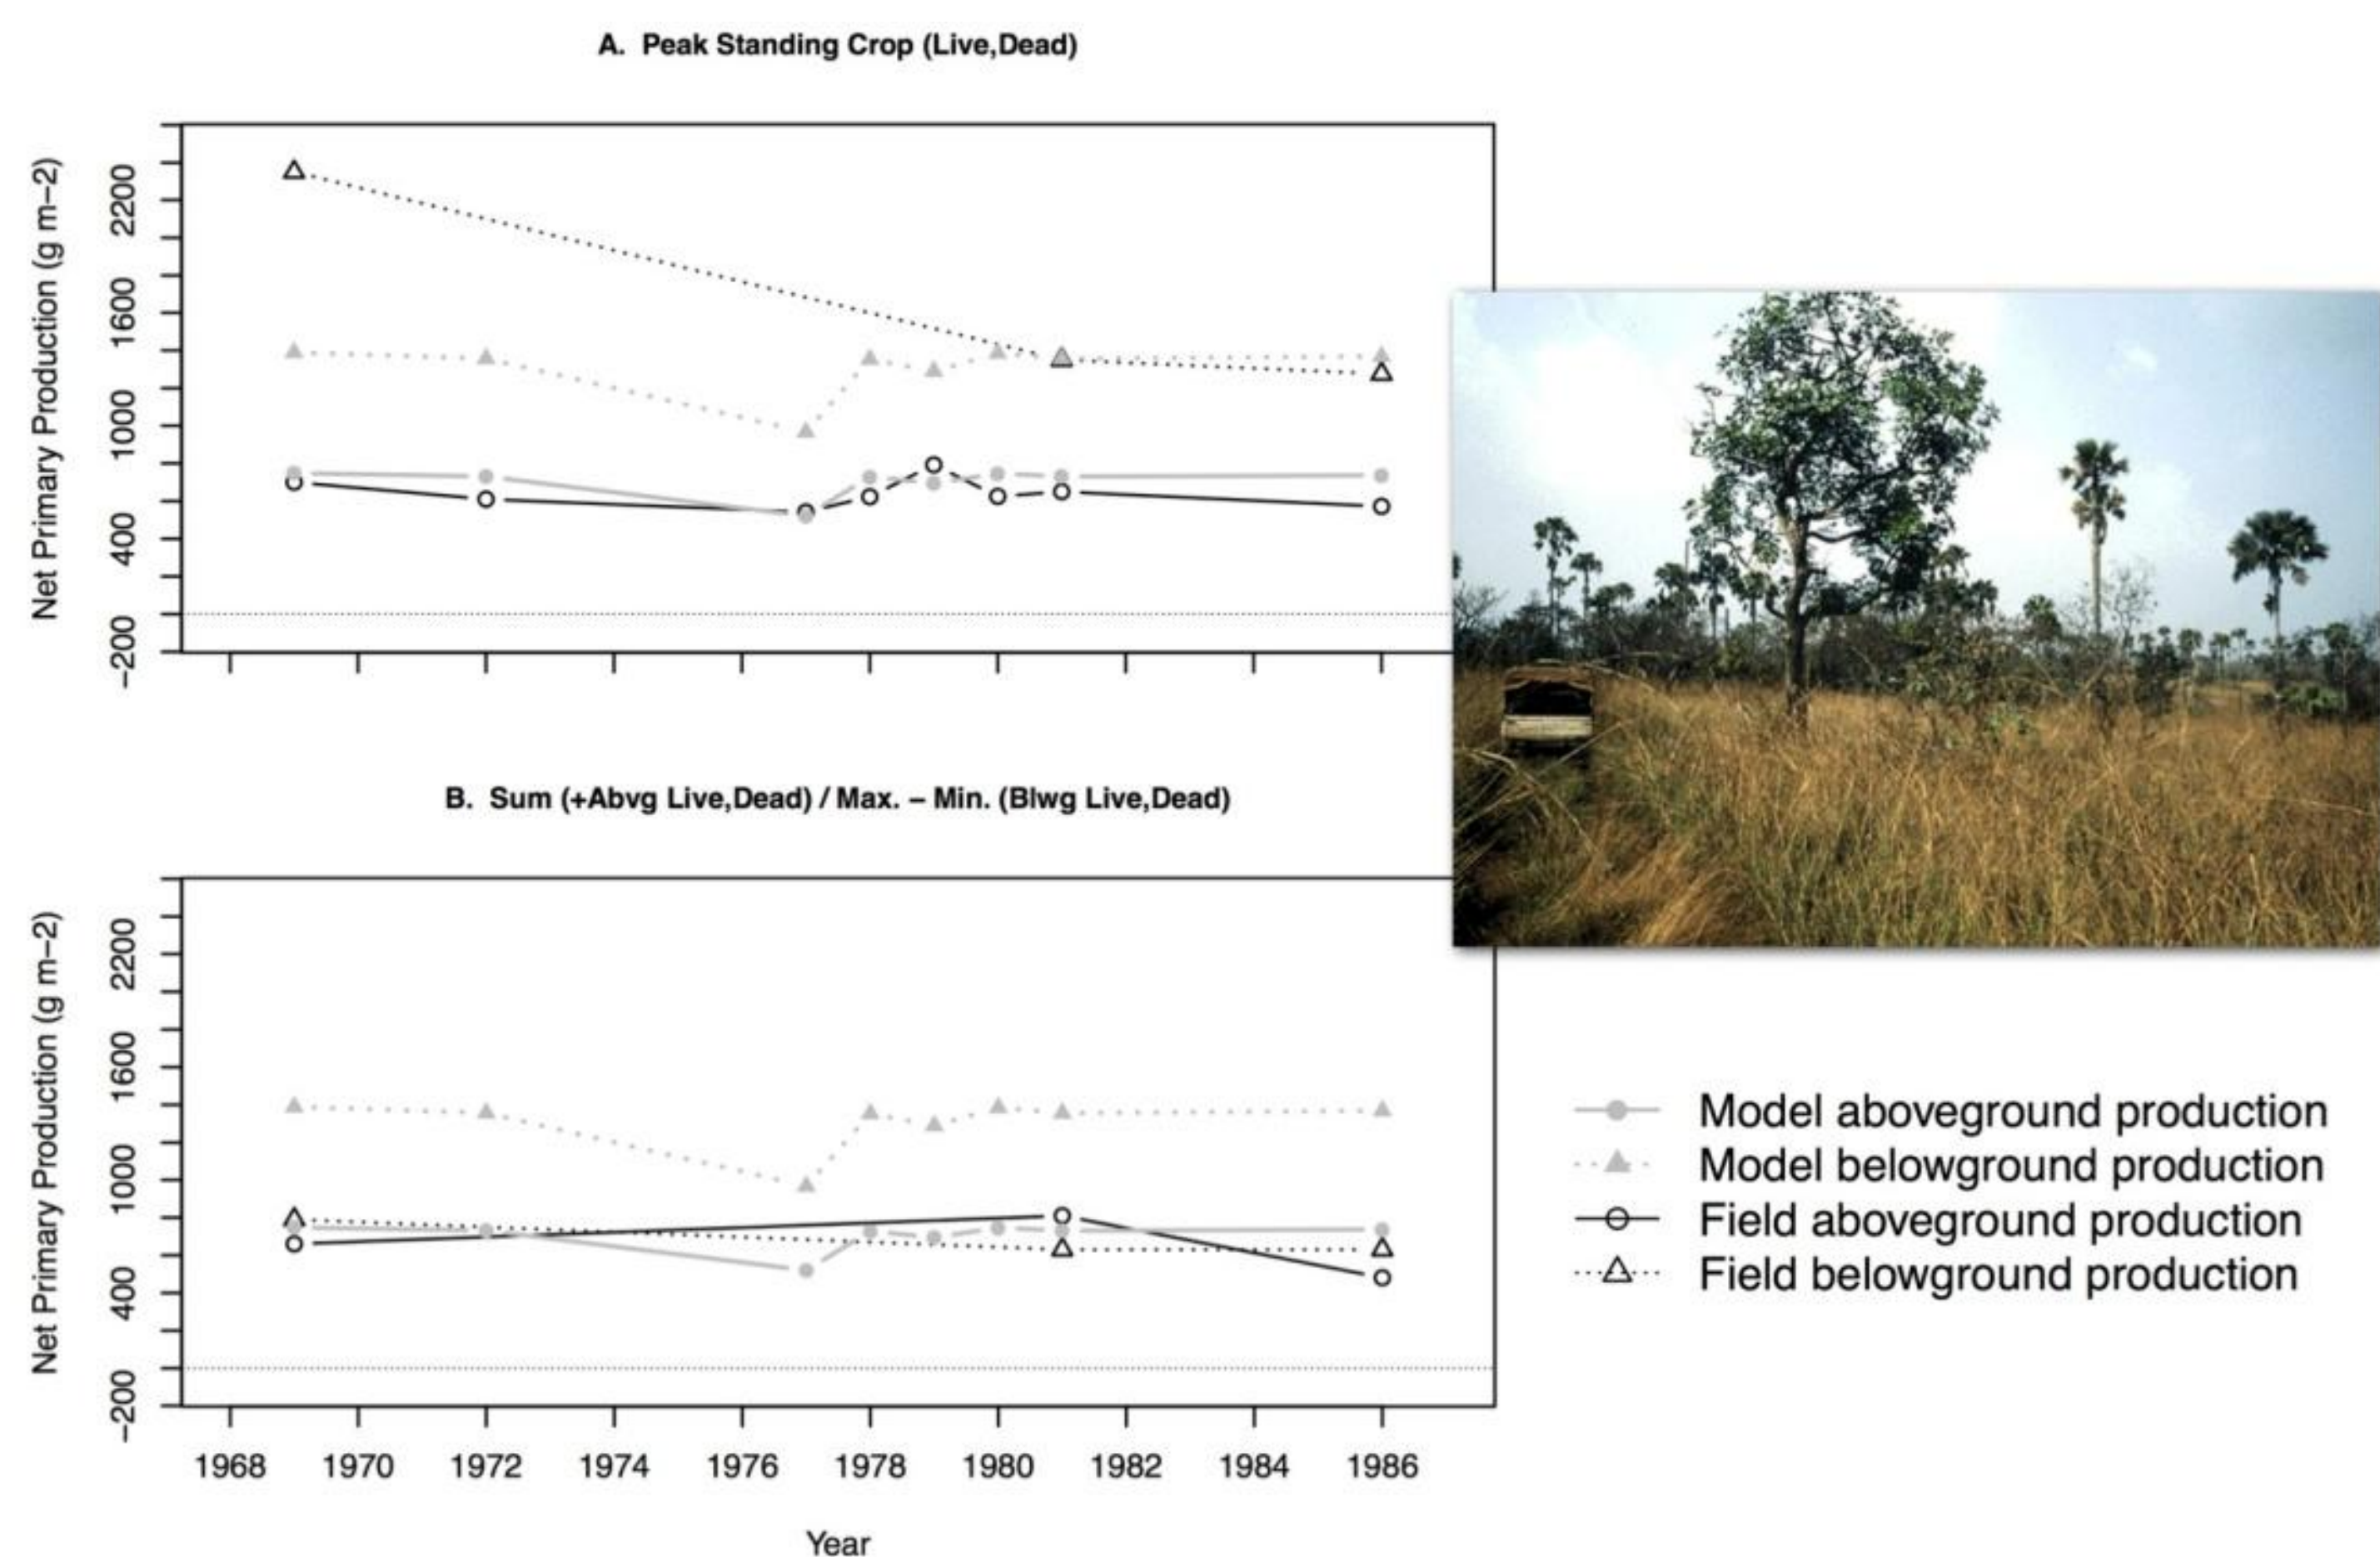 A. Peak Standing Crop (Live,Dead)
Net Primary Production (g m–2)
2200
1600
1000
400
–200
B. Sum (+Abvg Live,Dead) / Max. – Min. (Blwg Live,Dead)
Net Primary Production (g m–2)
2200
1600
1000
400
–200
1968 1970 1972 1974 1976 1978 1980 1982 1984 1986
Year
Model aboveground production
Model belowground production
Field aboveground production
Field belowground production